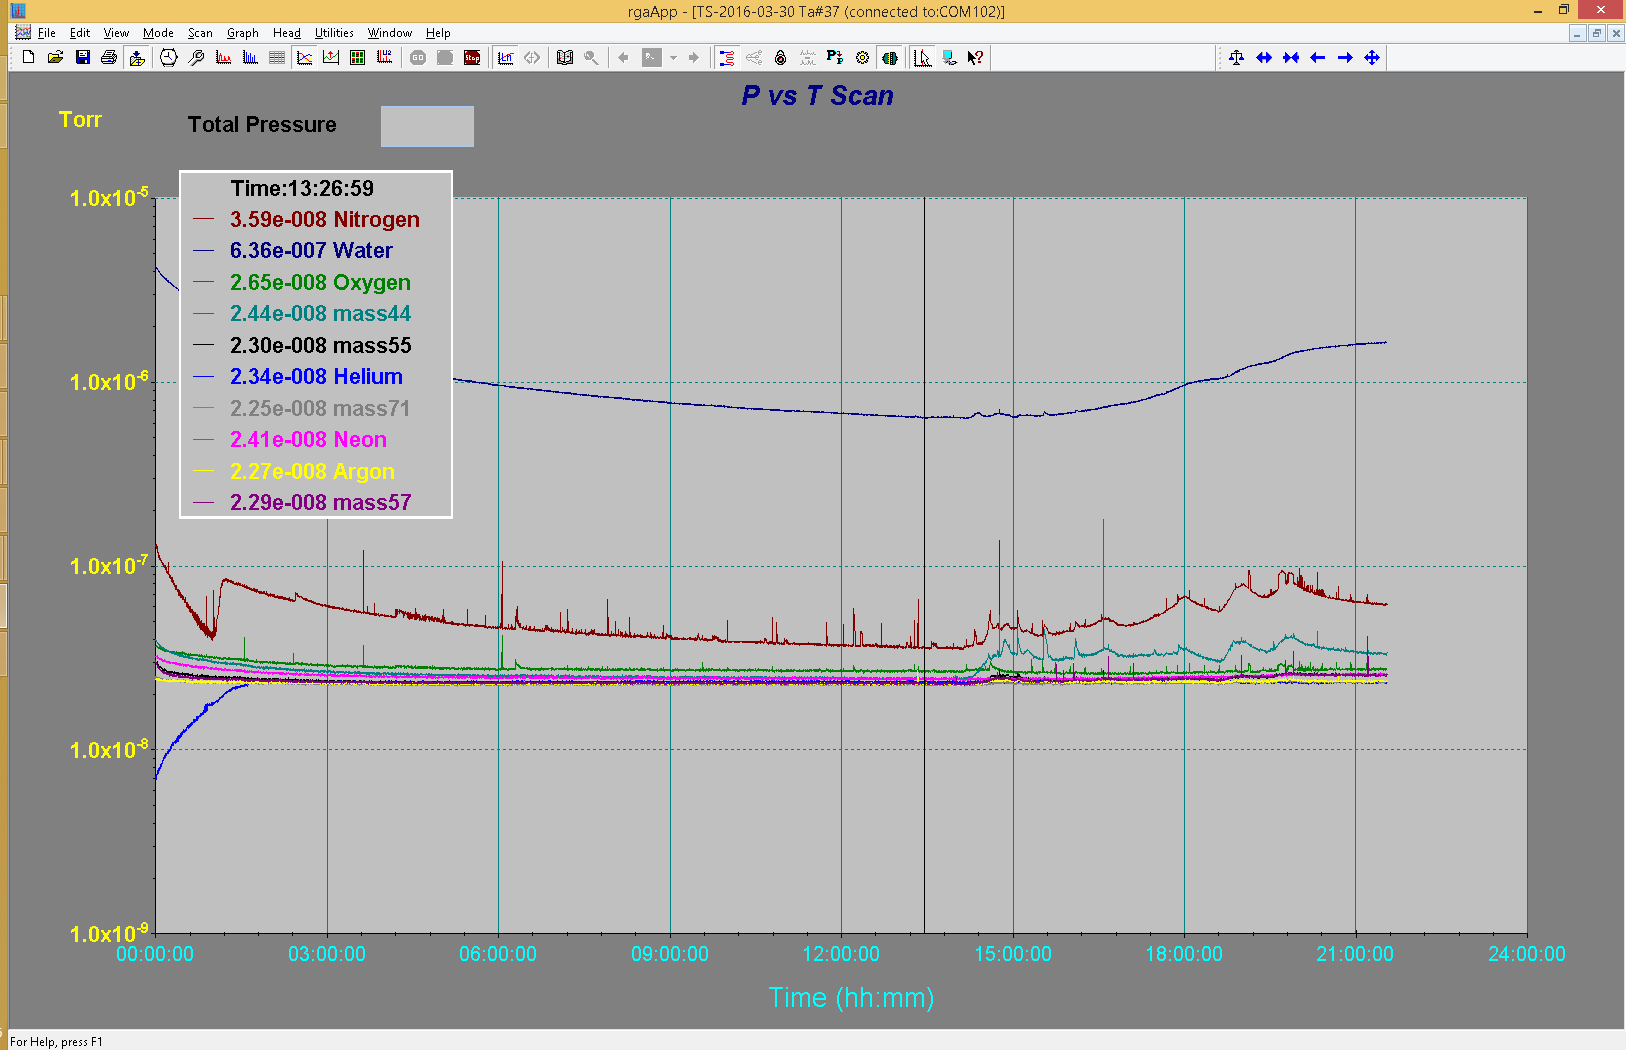 rgaApp - [TS-2016-03-30 Ta#37 (connected to:COM102)]
File Edit View Mode Scan Graph Head Utilities Window Help
P vs T Scan
Torr
Total Pressure
Time:13:26:59
3.59e-008 Nitrogen
6.36e-007 Water
2.65e-008 Oxygen
2.44e-008 mass44
2.30e-008 mass55
2.34e-008 Helium
2.25e-008 mass71
2.41e-008 Neon
2.27e-008 Argon
2.29e-008 mass57
1.0x10-5
1.0x10-6
1.0x10-7
1.0x10-8
1.0x10-9
00:00:00 03:00:00 06:00:00 09:00:00 12:00:00 15:00:00 18:00:00 21:00:00 24:00:00
Time (hh:mm)
For Help, press F1